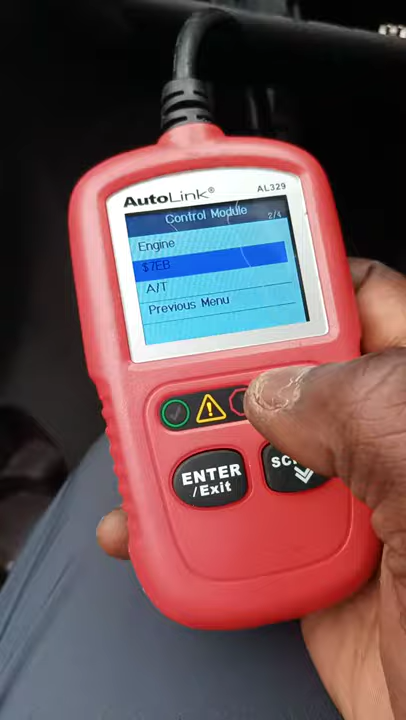 AutoLink®
AL329
Control Module 2/4
Engine
$7EB
A/T
Previous Menu
ENTER
/Exit